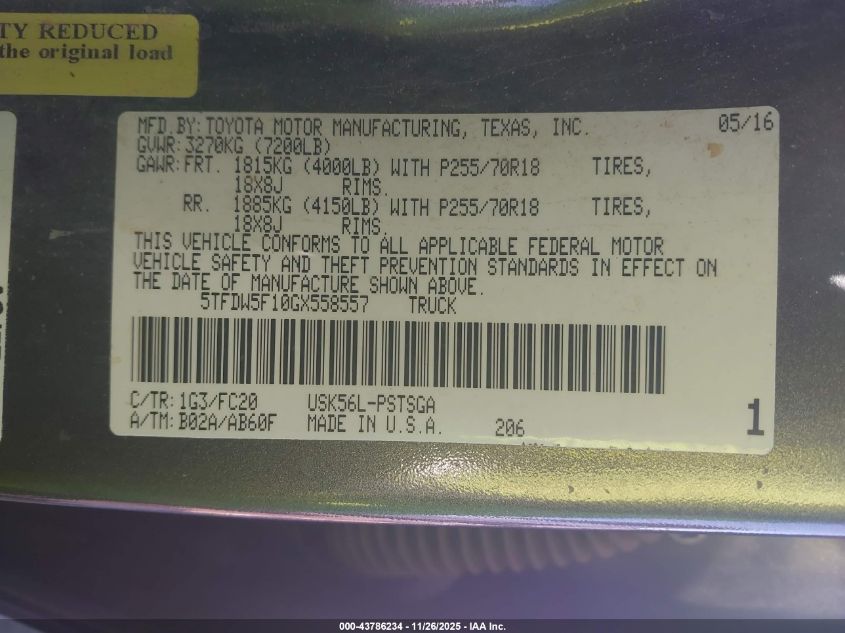 TY REDUCED
the original load
MFD.BY:TOYOTA MOTOR MANUFACTURING, TEXAS, INC. 05/16
GVWR:3270KG (7200LB)
GAWR:FRT. 1815KG (4000LB) WITH P255/70R18 TIRES,
18X8J RIMS.
RR. 1885KG (4150LB) WITH P255/70R18 TIRES,
18X8J RIMS.
THIS VEHICLE CONFORMS TO ALL APPLICABLE FEDERAL MOTOR
VEHICLE SAFETY AND THEFT PREVENTION STANDARDS IN EFFECT ON
THE DATE OF MANUFACTURE SHOWN ABOVE.
5TFDW5F10GX558557 TRUCK
C/TR:1G3/FC20 USK56L-PSTSGA
A/TM:B02A/AB60F MADE IN U.S.A. 206 1
000-43786234 - 11/26/2025 - IAA Inc.